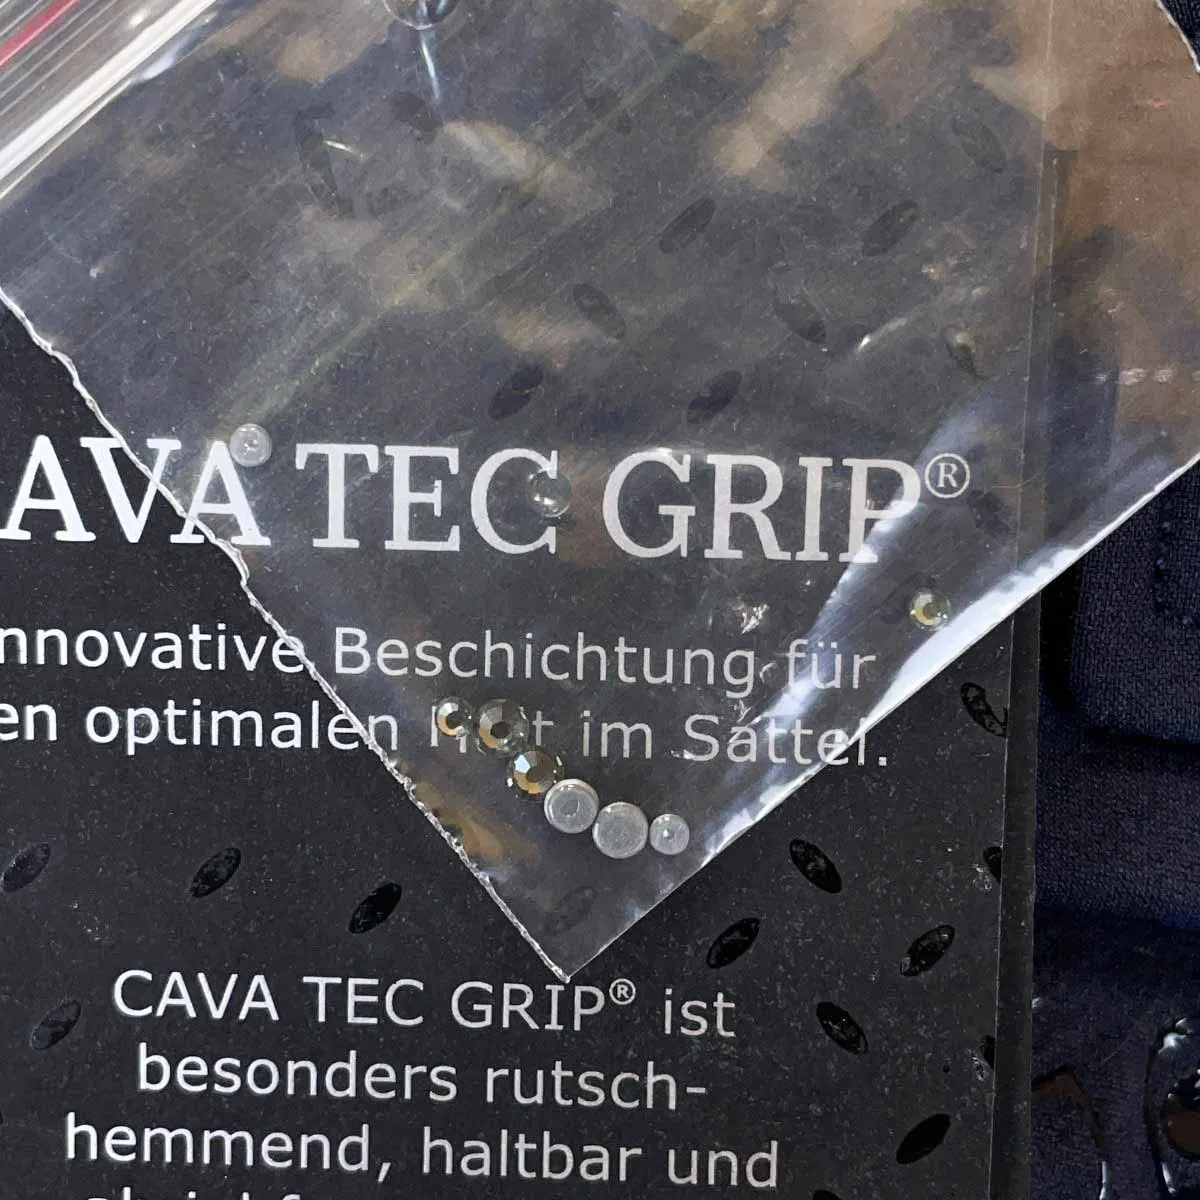 AVA TEC GRIP®
nnovative Beschichtung für
en optimalen im Sattel.
CAVA TEC GRIP® ist
besonders rutsch-
hemmend, haltbar und